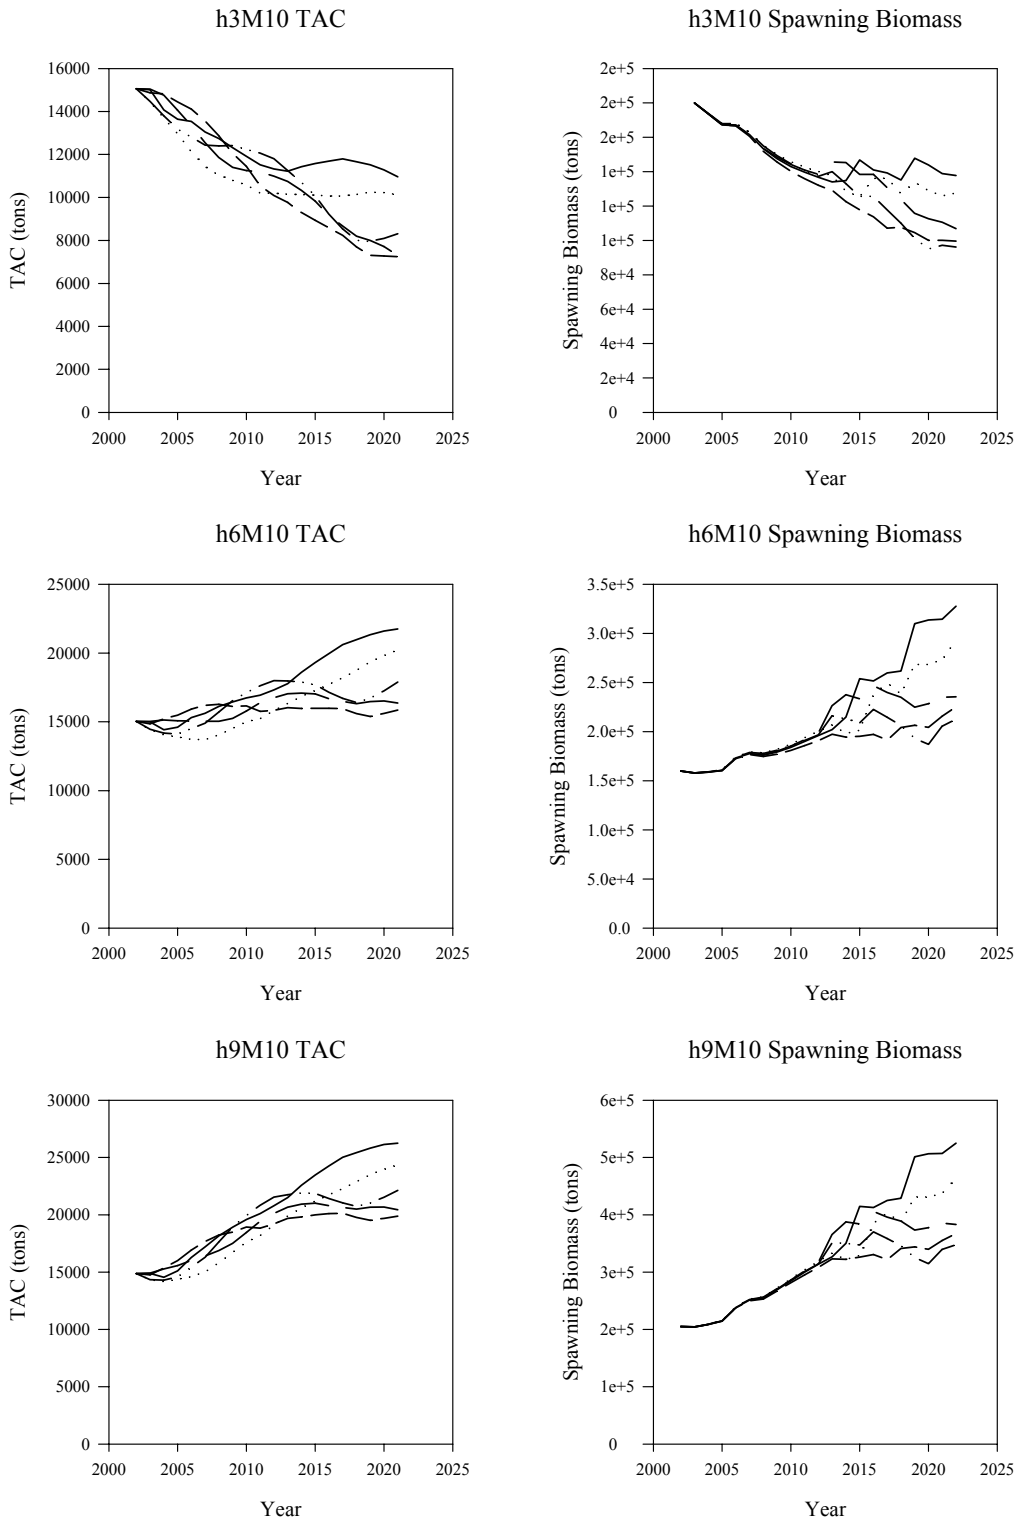 h3M10 TAC
h3M10 Spawning Biomass
TAC (tons)
16000
14000
12000
10000
8000
6000
4000
2000
0
2000 2005 2010 2015 2020 2025
Year
Spawning Biomass (tons)
2e+5
2e+5
2e+5
1e+5
1e+5
1e+5
8e+4
6e+4
4e+4
2e+4
0
2000 2005 2010 2015 2020 2025
Year
h6M10 TAC
h6M10 Spawning Biomass
TAC (tons)
25000
20000
15000
10000
5000
0
2000 2005 2010 2015 2020 2025
Year
Spawning Biomass (tons)
3.5e+5
3.0e+5
2.5e+5
2.0e+5
1.5e+5
1.0e+5
5.0e+4
0.0
2000 2005 2010 2015 2020 2025
Year
h9M10 TAC
h9M10 Spawning Biomass
TAC (tons)
30000
25000
20000
15000
10000
5000
0
2000 2005 2010 2015 2020 2025
Year
Spawning Biomass (tons)
6e+5
5e+5
4e+5
3e+5
2e+5
1e+5
0
2000 2005 2010 2015 2020 2025
Year